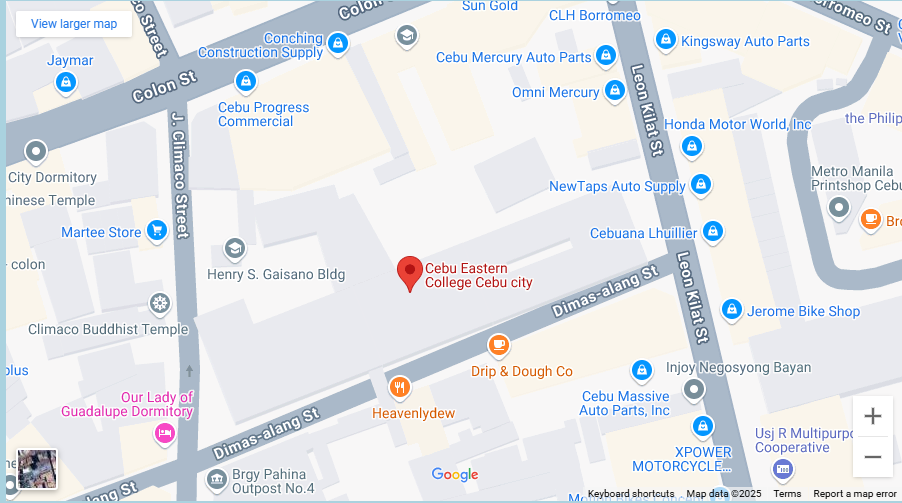 View larger map
Colon St
Sun Gold
CLH Borromeo
Conching
Construction Supply
Kingsway Auto Parts
Jaymar
Cebu Mercury Auto Parts
Colon St
Omni Mercury
Leon Kilat St
Cebu Progress
Commercial
J. Climaco Street
Honda Motor World, Inc
the Philip
City Dormitory
Metro Manila
Printshop Cebu
NewTaps Auto Supply
Martee Store
Cebuana Lhuillier
Bro
- colon
Henry S. Gaisano Bldg
Cebu Eastern
College Cebu city
Leon Kilat St
Dimas-alang St
Climaco Buddhist Temple
Jerome Bike Shop
Drip & Dough Co
Injoy Negosyong Bayan
Our Lady of
Guadalupe Dormitory
Heavenlydew
Cebu Massive
Auto Parts, Inc
Dimas-alang St
Usj R Multipurpo
Cooperative
XPOWER
MOTORCYCLE...
Brgy Pahina
Outpost No.4
Google
Keyboard shortcuts
Map data ©2025
Terms
Report a map error